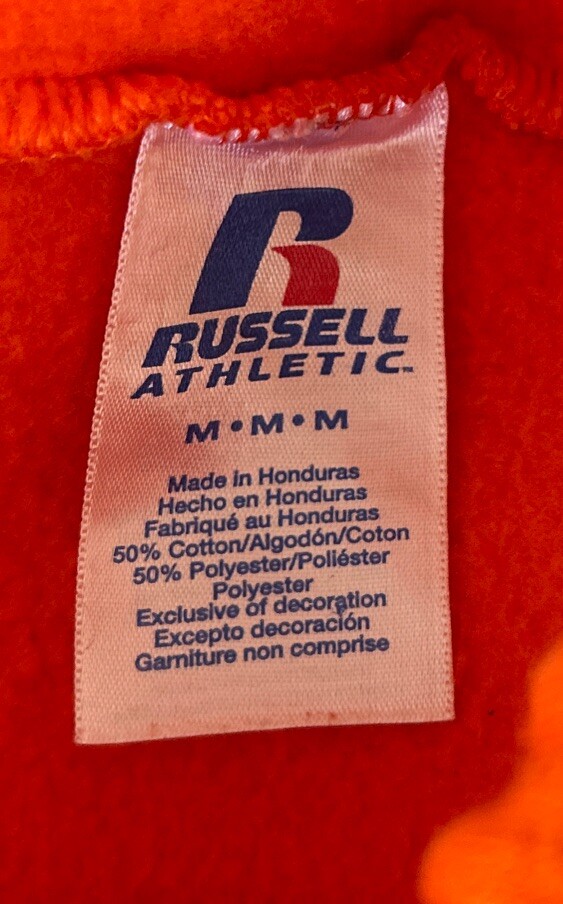 R
RUSSELL
ATHLETIC™
M•M•M
Made in Honduras
Hecho en Honduras
Fabriqué au Honduras
50% Cotton/Algodón/Coton
50% Polyester/Poliéster
Polyester
Exclusive of decoration
Excepto decoración
Garniture non comprise